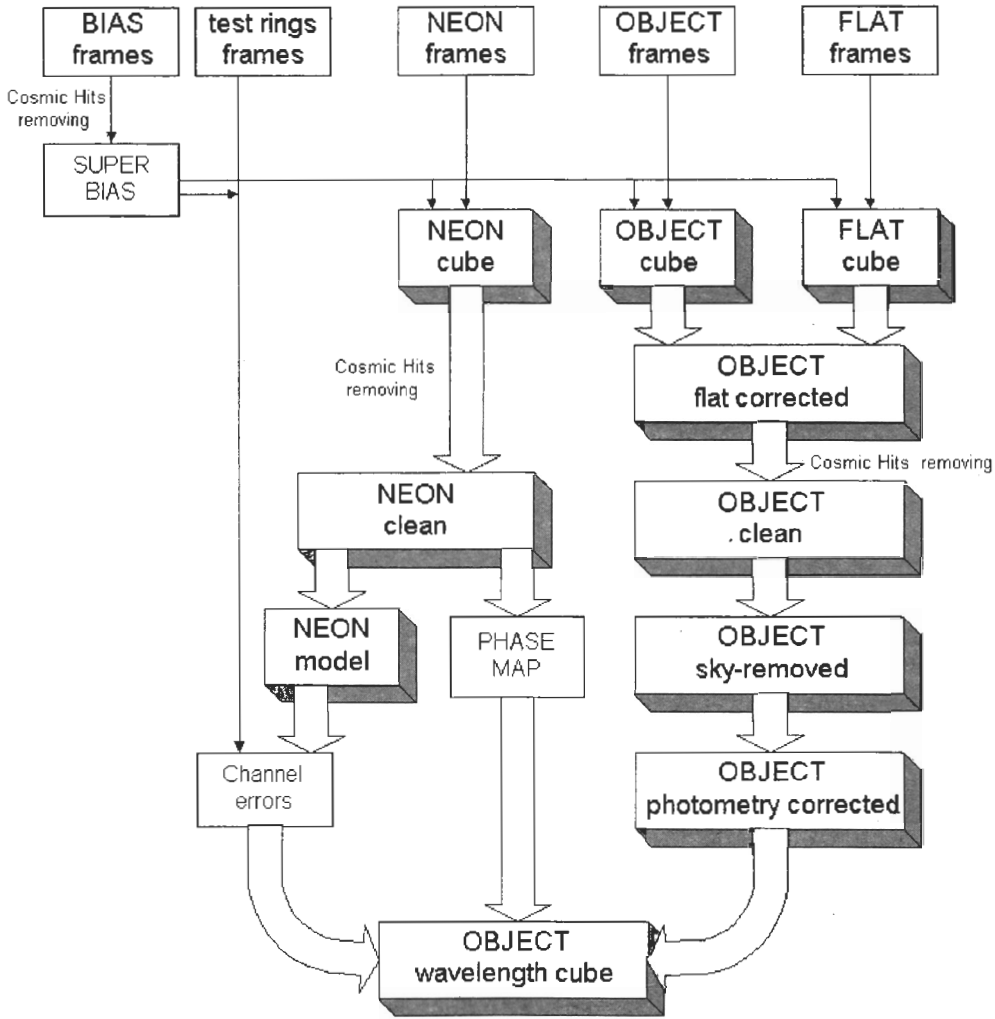 BIAS
frames
test rings
frames
NEON
frames
OBJECT
frames
FLAT
frames
Cosmic Hits
removing
SUPER
BIAS
NEON
cube
OBJECT
cube
FLAT
cube
Cosmic Hits
removing
OBJECT
flat corrected
Cosmic Hits removing
NEON
clean
OBJECT
clean
NEON
model
PHASE
MAP
OBJECT
sky-removed
Channel
errors
OBJECT
photometry corrected
OBJECT
wavelength cube